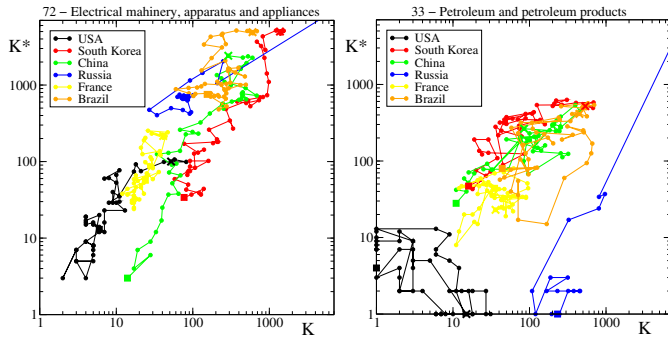 72 – Electrical mahinery, apparatus and appliances
K*
USA
South Korea
China
Russia
France
Brazil
1000
100
10
1
1
10
100
1000
K
33 - Petroleum and petroleum products
K*
USA
South Korea
China
Russia
France
Brazil
1000
100
10
1
1
10
100
1000
K